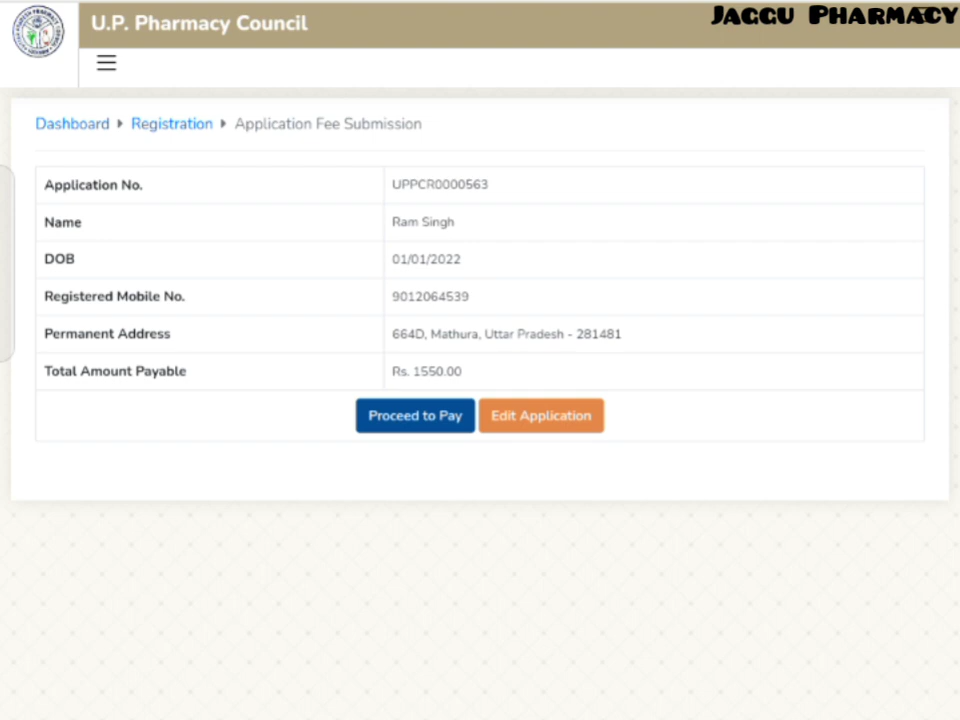 U.P. Pharmacy Council
JAGGU PHARMACY
Dashboard Registration Application Fee Submission
Application No. UPPCR0000563
Name Ram Singh
DOB 01/01/2022
Registered Mobile No. 9012064539
Permanent Address 664D, Mathura, Uttar Pradesh - 281481
Total Amount Payable Rs. 1550.00
Proceed to Pay Edit Application